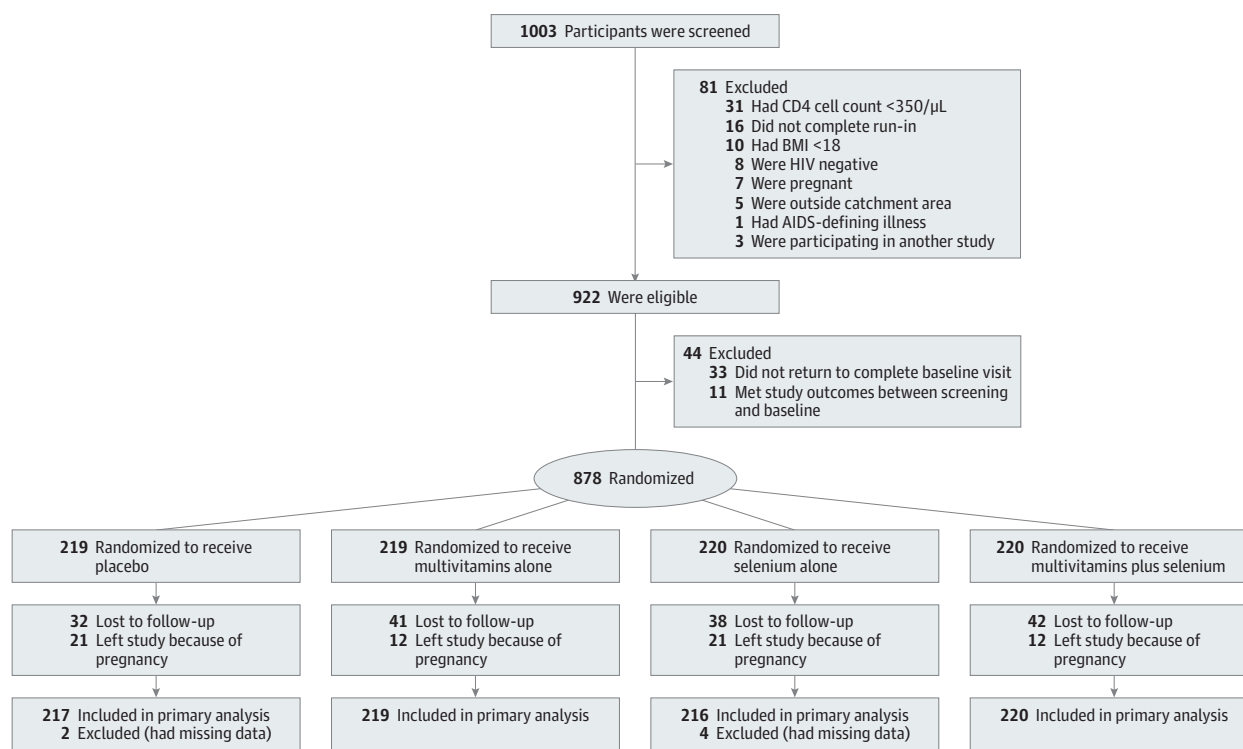 1003 Participants were screened
81 Excluded
31 Had CD4 cell count <350/μL
16 Did not complete run-in
10 Had BMI <18
8 Were HIV negative
7 Were pregnant
5 Were outside catchment area
1 Had AIDS-defining illness
3 Were participating in another study
922 Were eligible
44 Excluded
33 Did not return to complete baseline visit
11 Met study outcomes between screening
and baseline
878 Randomized
219 Randomized to receive
placebo
219 Randomized to receive
multivitamins alone
220 Randomized to receive
selenium alone
220 Randomized to receive
multivitamins plus selenium
32 Lost to follow-up
21 Left study because of
pregnancy
41 Lost to follow-up
12 Left study because of
pregnancy
38 Lost to follow-up
21 Left study because of
pregnancy
42 Lost to follow-up
12 Left study because of
pregnancy
217 Included in primary analysis
2 Excluded (had missing data)
219 Included in primary analysis
216 Included in primary analysis
4 Excluded (had missing data)
220 Included in primary analysis